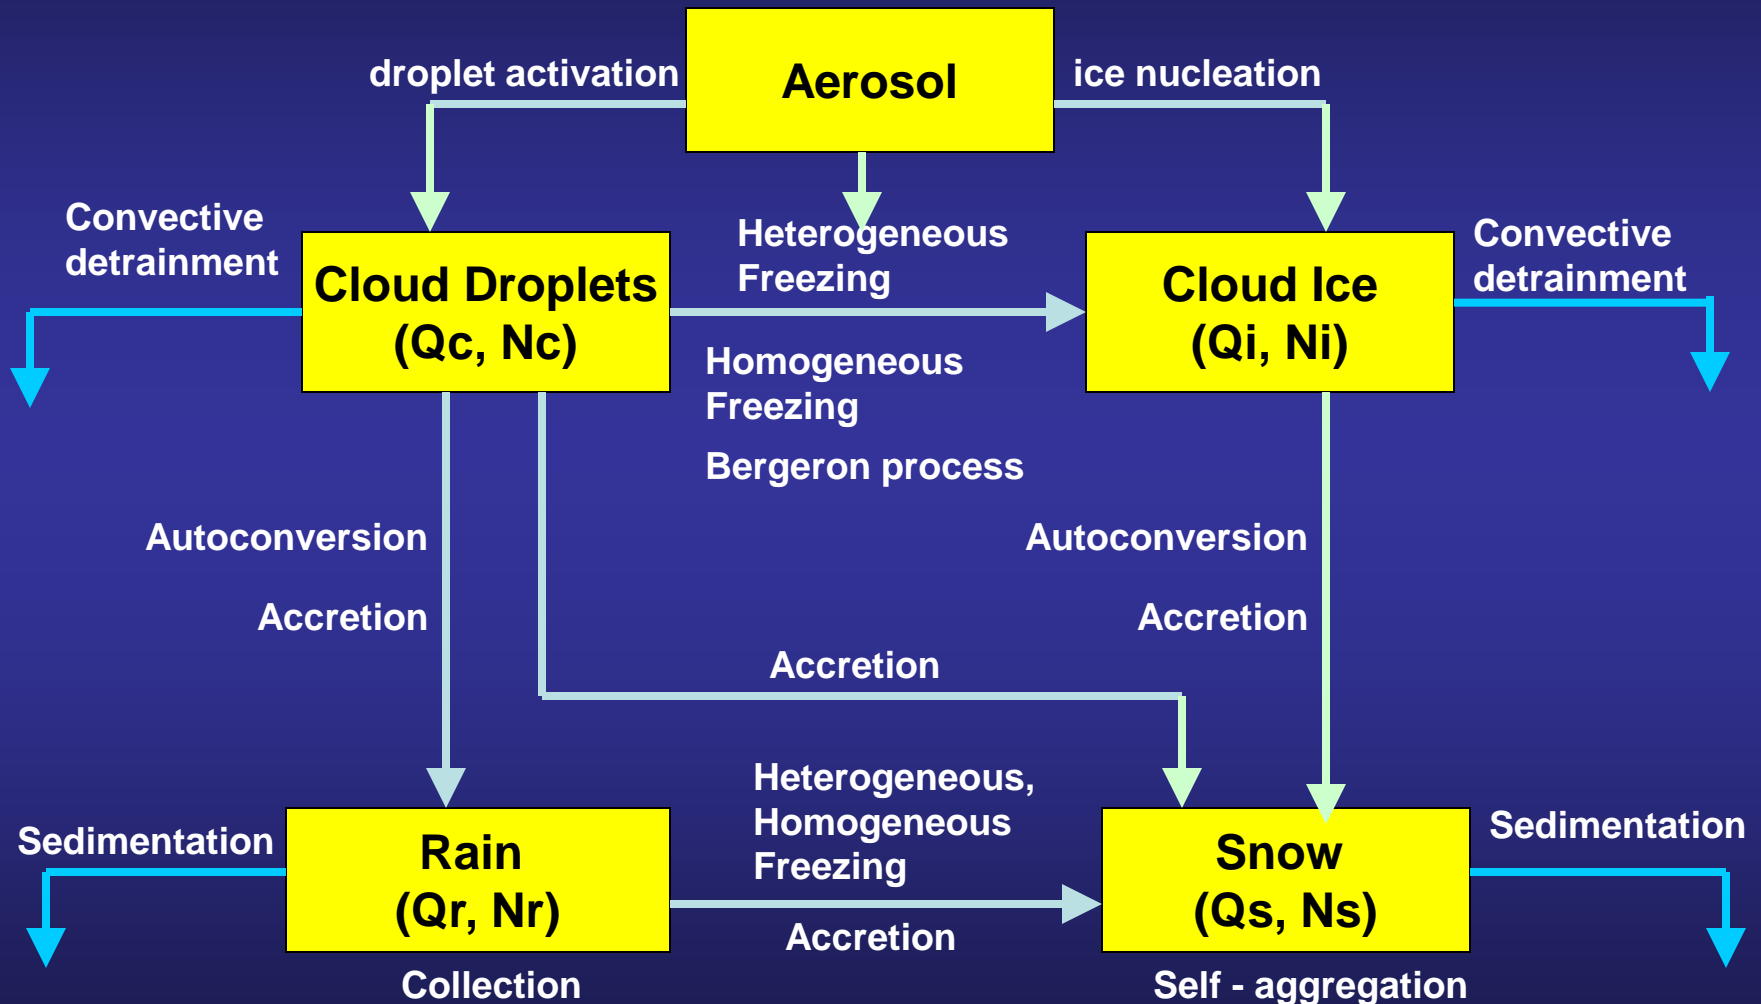 droplet activation
Aerosol
ice nucleation
Convective
detrainment
Cloud Droplets
(Qc, Nc)
Heterogeneous
Freezing
Cloud Ice
(Qi, Ni)
Convective
detrainment
Homogeneous
Freezing
Bergeron process
Autoconversion
Autoconversion
Accretion
Accretion
Accretion
Sedimentation
Rain
(Qr, Nr)
Heterogeneous,
Homogeneous
Freezing
Accretion
Snow
(Qs, Ns)
Sedimentation
Collection
Self - aggregation